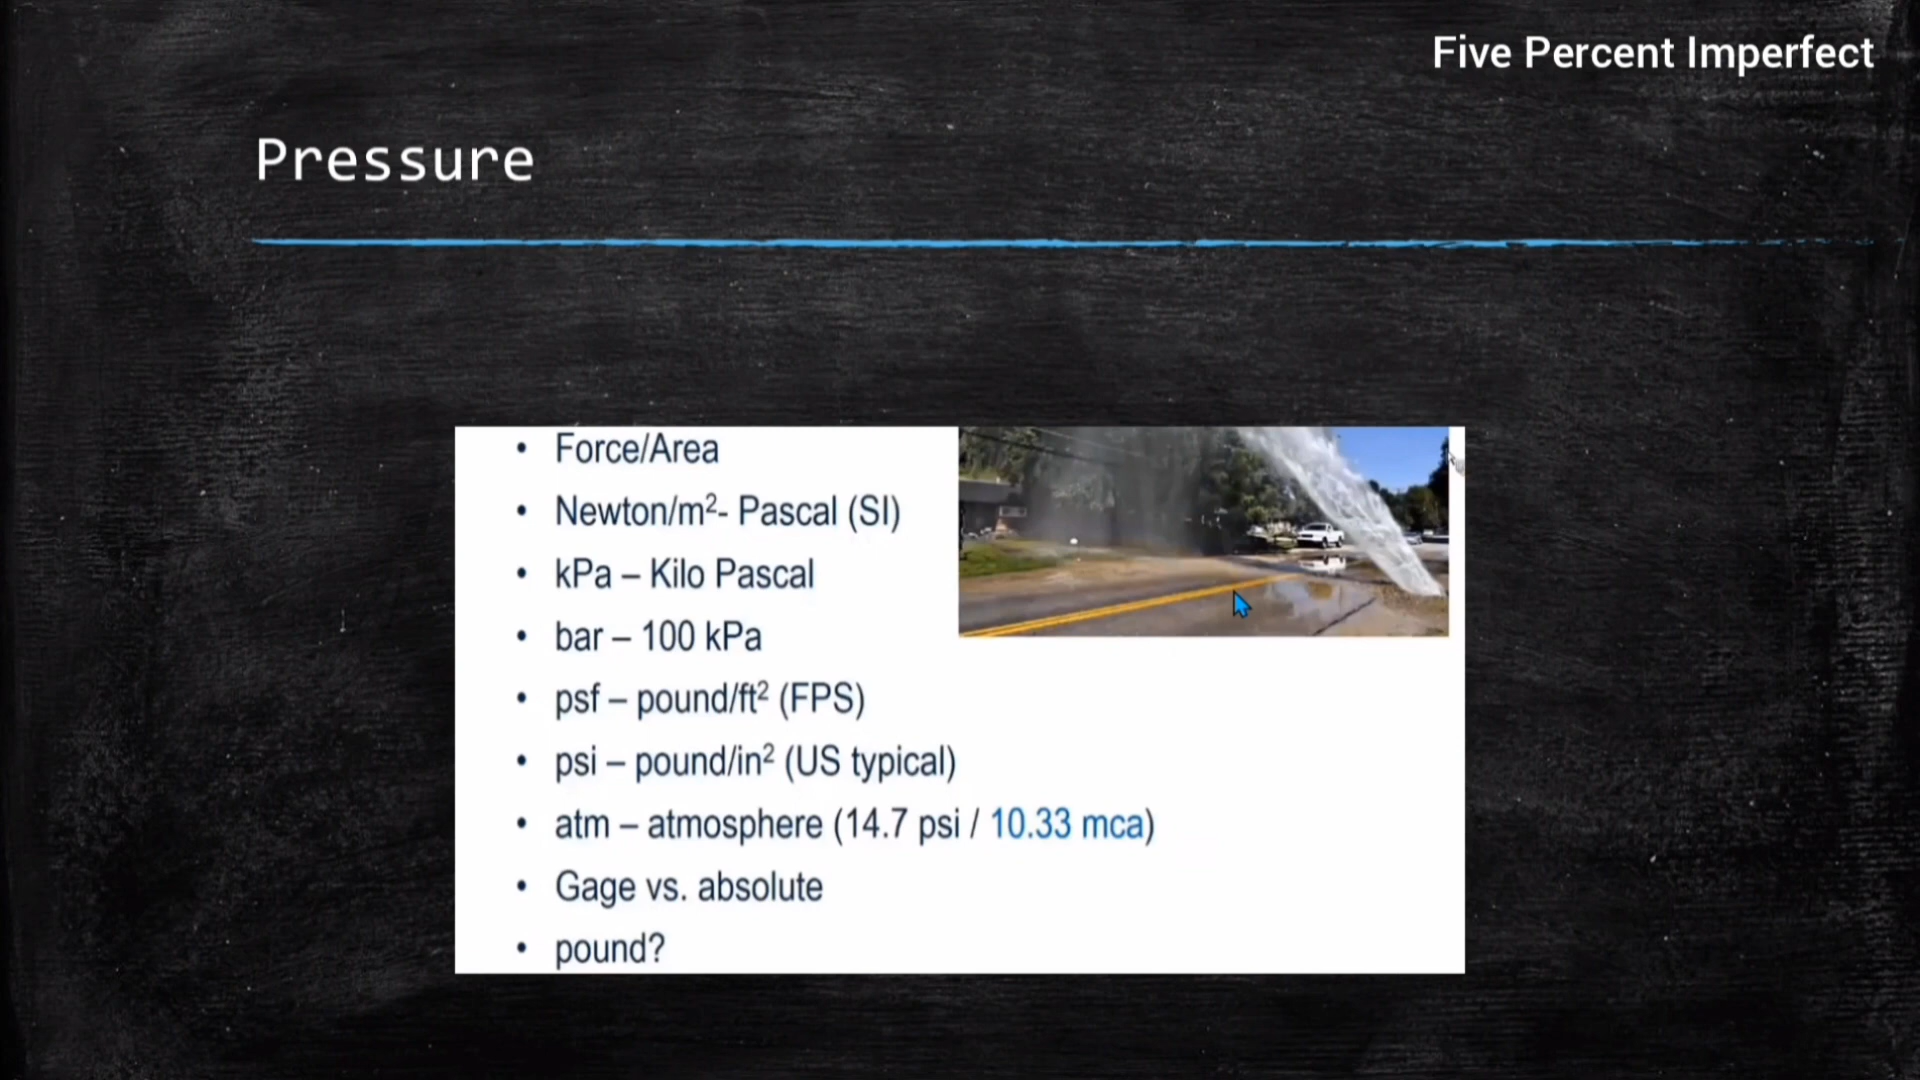 Five Percent Imperfect
Pressure
• Force/Area
• Newton/m²- Pascal (SI)
• kPa – Kilo Pascal
• bar – 100 kPa
• psf – pound/ft² (FPS)
• psi – pound/in² (US typical)
• atm – atmosphere (14.7 psi / 10.33 mca)
• Gage vs. absolute
• pound?